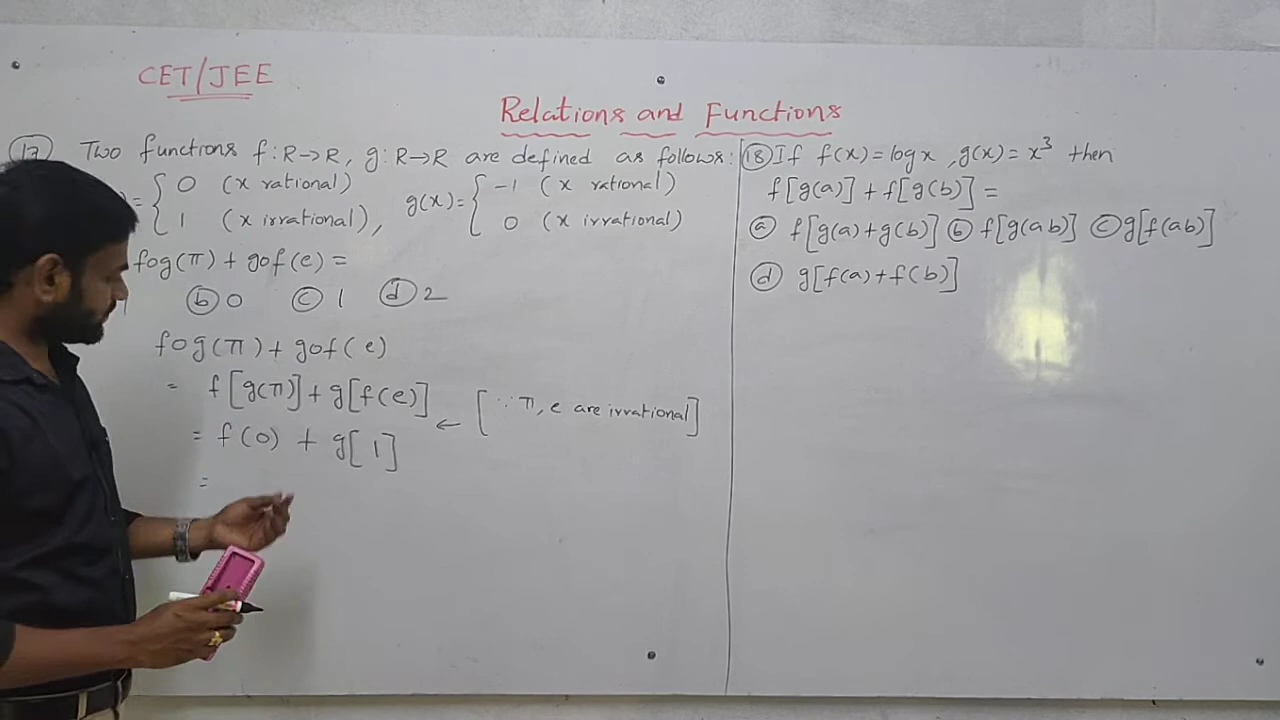 CET/JEE
Relations and Functions
17 Two functions f:R→R, g:R→R are defined as follows:
= { 0 (x rational)
1 (x irrational),
g(x)= { -1 (x rational)
0 (x irrational)
fog(π) + gof(e) =
ⓑ 0 ⓒ 1 ⓓ 2
fog(π) + gof(e)
= f[g(π)] + g[f(e)]
← [∵ π, e are irrational]
= f(0) + g[1]
=
18 If f(x)=log x, g(x)= x³ then
f[g(a)] + f[g(b)] =
ⓐ f[g(a)+g(b)] ⓑ f[g(ab)] ⓒ g[f(ab)]
ⓓ g[f(a)+f(b)]